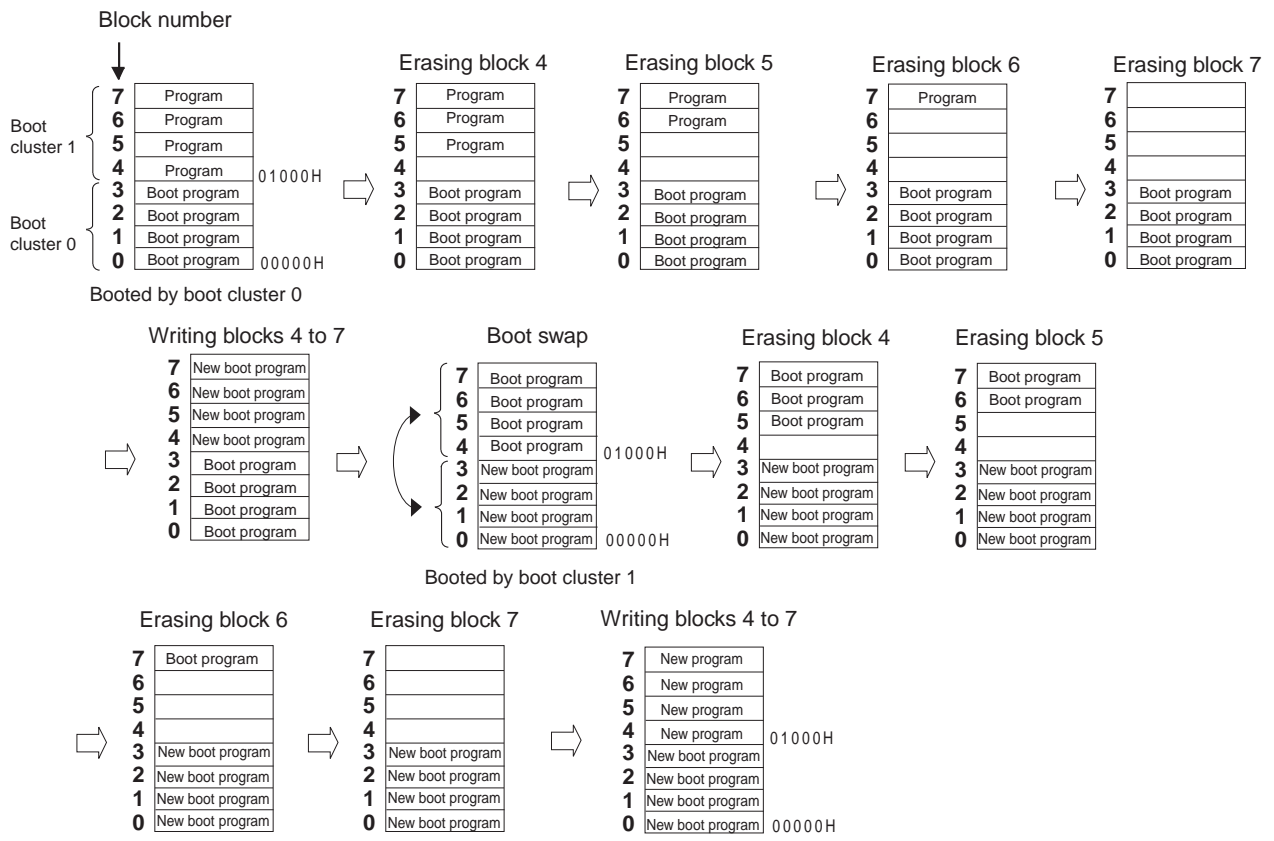 Block number
Erasing block 4
Erasing block 5
Erasing block 6
Erasing block 7
Boot
cluster 1
Boot
cluster 0
7 Program
6 Program
5 Program
4 Program
01000H
3 Boot program
2 Boot program
1 Boot program
0 Boot program
00000H
Booted by boot cluster 0
7 Program
6 Program
5 Program
4
3 Boot program
2 Boot program
1 Boot program
0 Boot program
7 Program
6 Program
5
4
3 Boot program
2 Boot program
1 Boot program
0 Boot program
7 Program
6
5
4
3 Boot program
2 Boot program
1 Boot program
0 Boot program
7
6
5
4
3 Boot program
2 Boot program
1 Boot program
0 Boot program
Writing blocks 4 to 7
7 New boot program
6 New boot program
5 New boot program
4 New boot program
3 Boot program
2 Boot program
1 Boot program
0 Boot program
Boot swap
7 Boot program
6 Boot program
5 Boot program
4 Boot program
01000H
3 New boot program
2 New boot program
1 New boot program
0 New boot program
00000H
Booted by boot cluster 1
Erasing block 4
7 Boot program
6 Boot program
5 Boot program
4
3 New boot program
2 New boot program
1 New boot program
0 New boot program
Erasing block 5
7 Boot program
6 Boot program
5
4
3 New boot program
2 New boot program
1 New boot program
0 New boot program
Erasing block 6
7 Boot program
6
5
4
3 New boot program
2 New boot program
1 New boot program
0 New boot program
Erasing block 7
7
6
5
4
3 New boot program
2 New boot program
1 New boot program
0 New boot program
Writing blocks 4 to 7
7 New program
6 New program
5 New program
4 New program
01000H
3 New boot program
2 New boot program
1 New boot program
0 New boot program
00000H